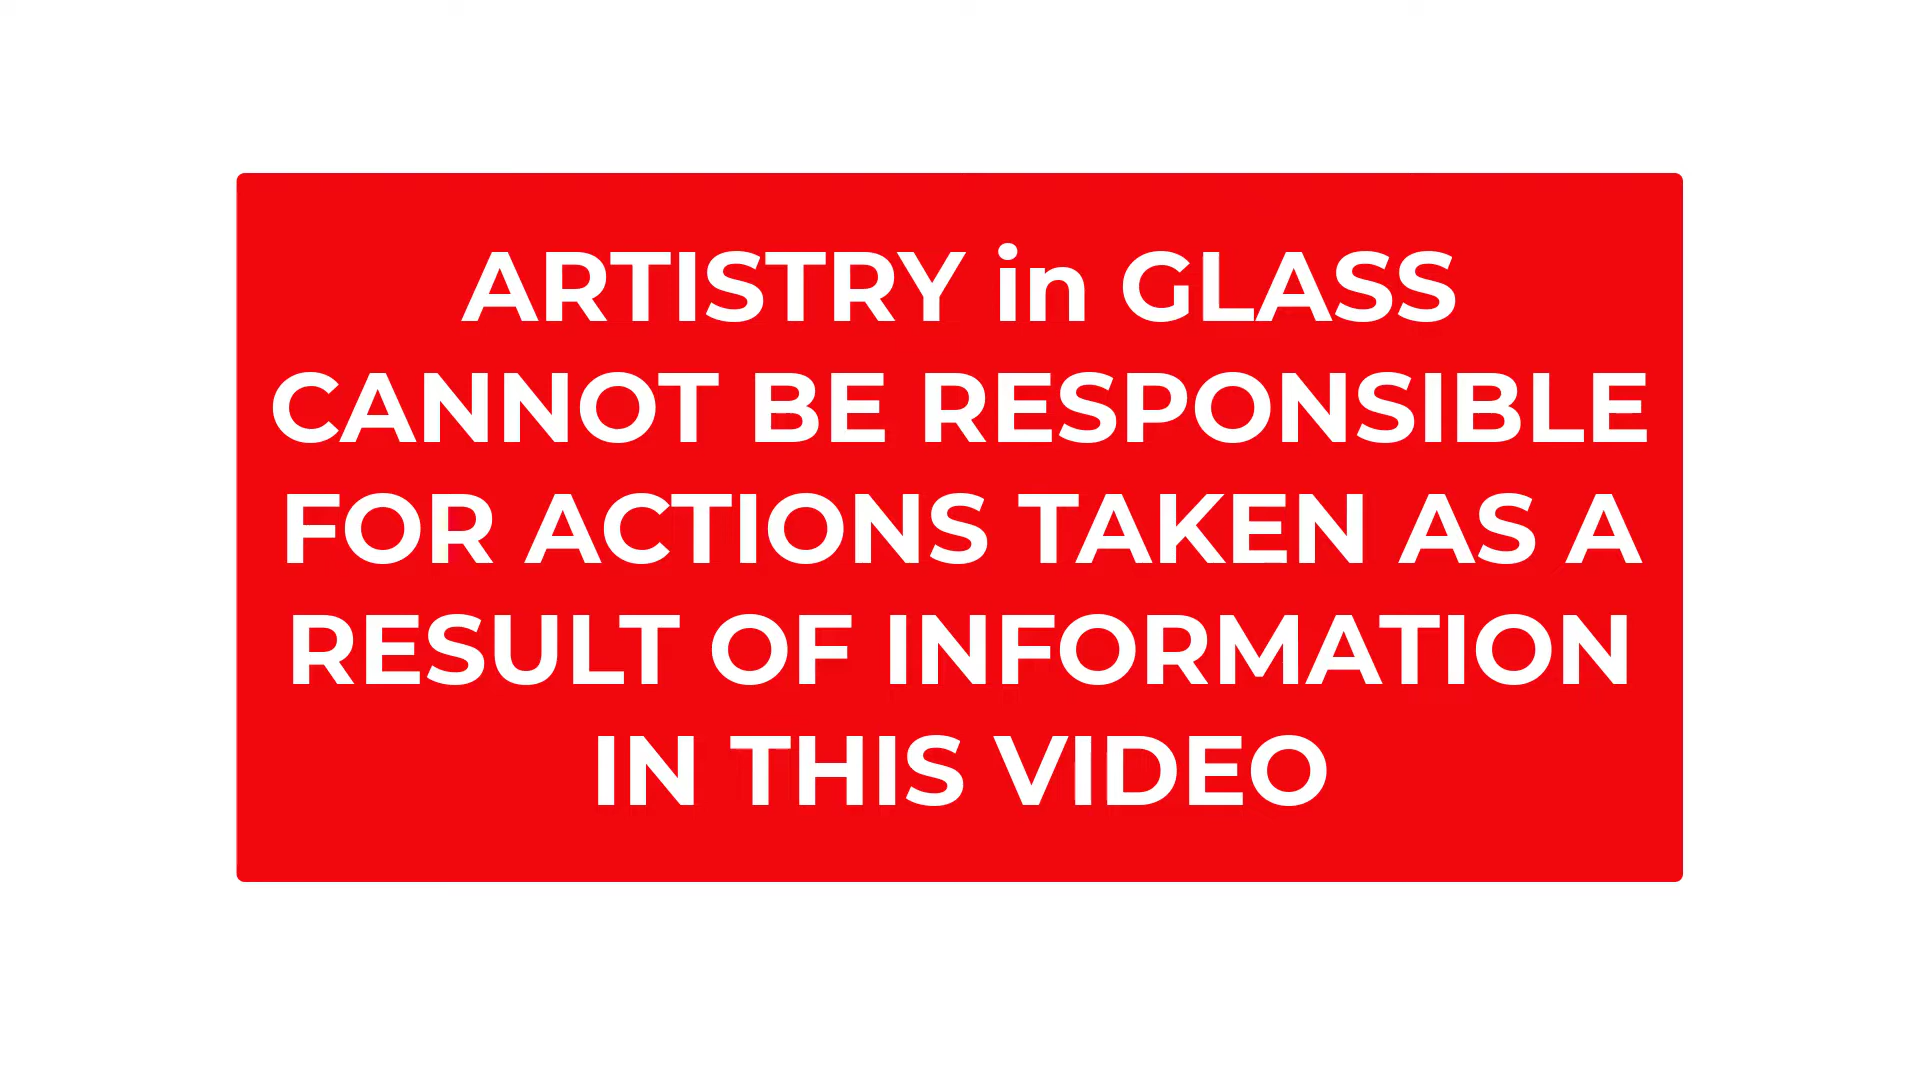 ARTISTRY in GLASS
CANNOT BE RESPONSIBLE
FOR ACTIONS TAKEN AS A
RESULT OF INFORMATION
IN THIS VIDEO